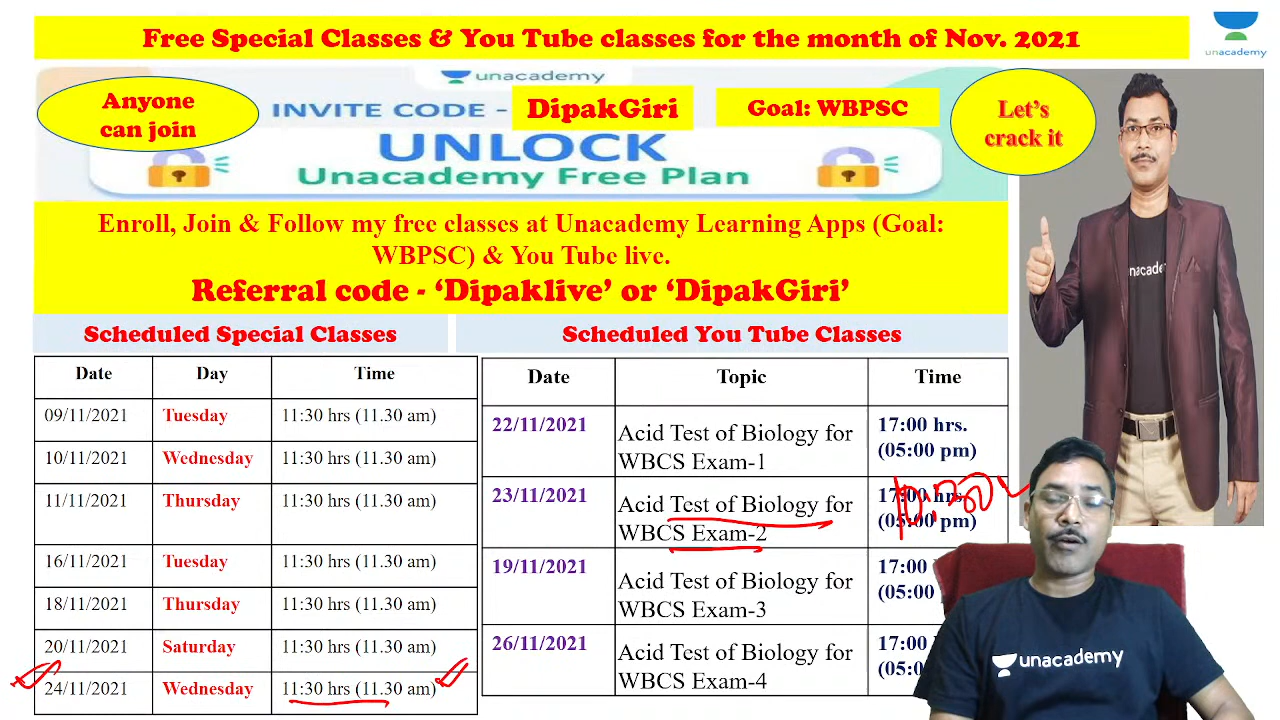 Free Special Classes & You Tube classes for the month of Nov. 2021
unacademy
unacademy
Anyone
can join
INVITE CODE -
DipakGiri
Goal: WBPSC
Let's
crack it
UNLOCK
Unacademy Free Plan
Enroll, Join & Follow my free classes at Unacademy Learning Apps (Goal:
WBPSC) & You Tube live.
Referral code - ‘Dipaklive’ or ‘DipakGiri’
unacade
Scheduled Special Classes
Date Day Time
09/11/2021 Tuesday 11:30 hrs (11.30 am)
10/11/2021 Wednesday 11:30 hrs (11.30 am)
11/11/2021 Thursday 11:30 hrs (11.30 am)
16/11/2021 Tuesday 11:30 hrs (11.30 am)
18/11/2021 Thursday 11:30 hrs (11.30 am)
20/11/2021 Saturday 11:30 hrs (11.30 am)
24/11/2021 Wednesday 11:30 hrs (11.30 am)
Scheduled You Tube Classes
Date Topic Time
22/11/2021 Acid Test of Biology for 17:00 hrs.
WBCS Exam-1 (05:00 pm)
23/11/2021 Acid Test of Biology for 17:00 hrs.
WBCS Exam-2 (05:00 pm)
19/11/2021 Acid Test of Biology for 17:00
WBCS Exam-3 (05:00
26/11/2021 Acid Test of Biology for 17:00
WBCS Exam-4 (05:0
unacademy